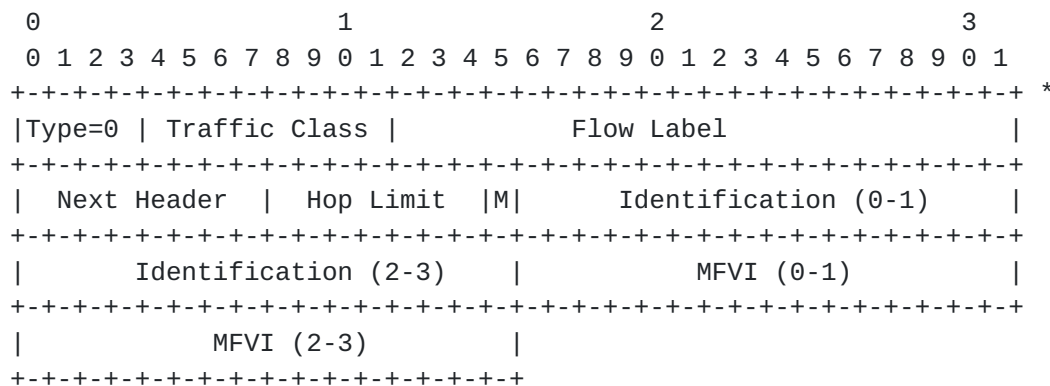 0                   1                   2                   3
0 1 2 3 4 5 6 7 8 9 0 1 2 3 4 5 6 7 8 9 0 1 2 3 4 5 6 7 8 9 0 1
+-+-+-+-+-+-+-+-+-+-+-+-+-+-+-+-+-+-+-+-+-+-+-+-+-+-+-+-+-+-+-+-+ *
|Type=0 | Traffic Class |           Flow Label                  |
+-+-+-+-+-+-+-+-+-+-+-+-+-+-+-+-+-+-+-+-+-+-+-+-+-+-+-+-+-+-+-+-+
|  Next Header  |  Hop Limit  |M|      Identification (0-1)     |
+-+-+-+-+-+-+-+-+-+-+-+-+-+-+-+-+-+-+-+-+-+-+-+-+-+-+-+-+-+-+-+-+
|       Identification (2-3)    |           MFVI (0-1)          |
+-+-+-+-+-+-+-+-+-+-+-+-+-+-+-+-+-+-+-+-+-+-+-+-+-+-+-+-+-+-+-+-+
|            MFVI (2-3)         |
+-+-+-+-+-+-+-+-+-+-+-+-+-+-+-+-+